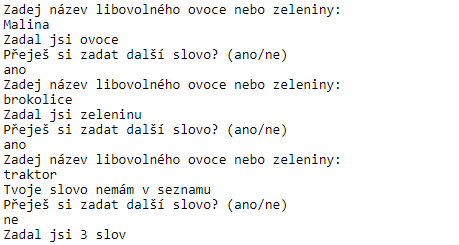 Zadej název libovolného ovoce nebo zeleniny:
Malina
Zadal jsi ovoce
Přeješ si zadat další slovo? (ano/ne)
ano
Zadej název libovolného ovoce nebo zeleniny:
brokolice
Zadal jsi zeleninu
Přeješ si zadat další slovo? (ano/ne)
ano
Zadej název libovolného ovoce nebo zeleniny:
traktor
Tvoje slovo nemám v seznamu
Přeješ si zadat další slovo? (ano/ne)
ne
Zadal jsi 3 slov